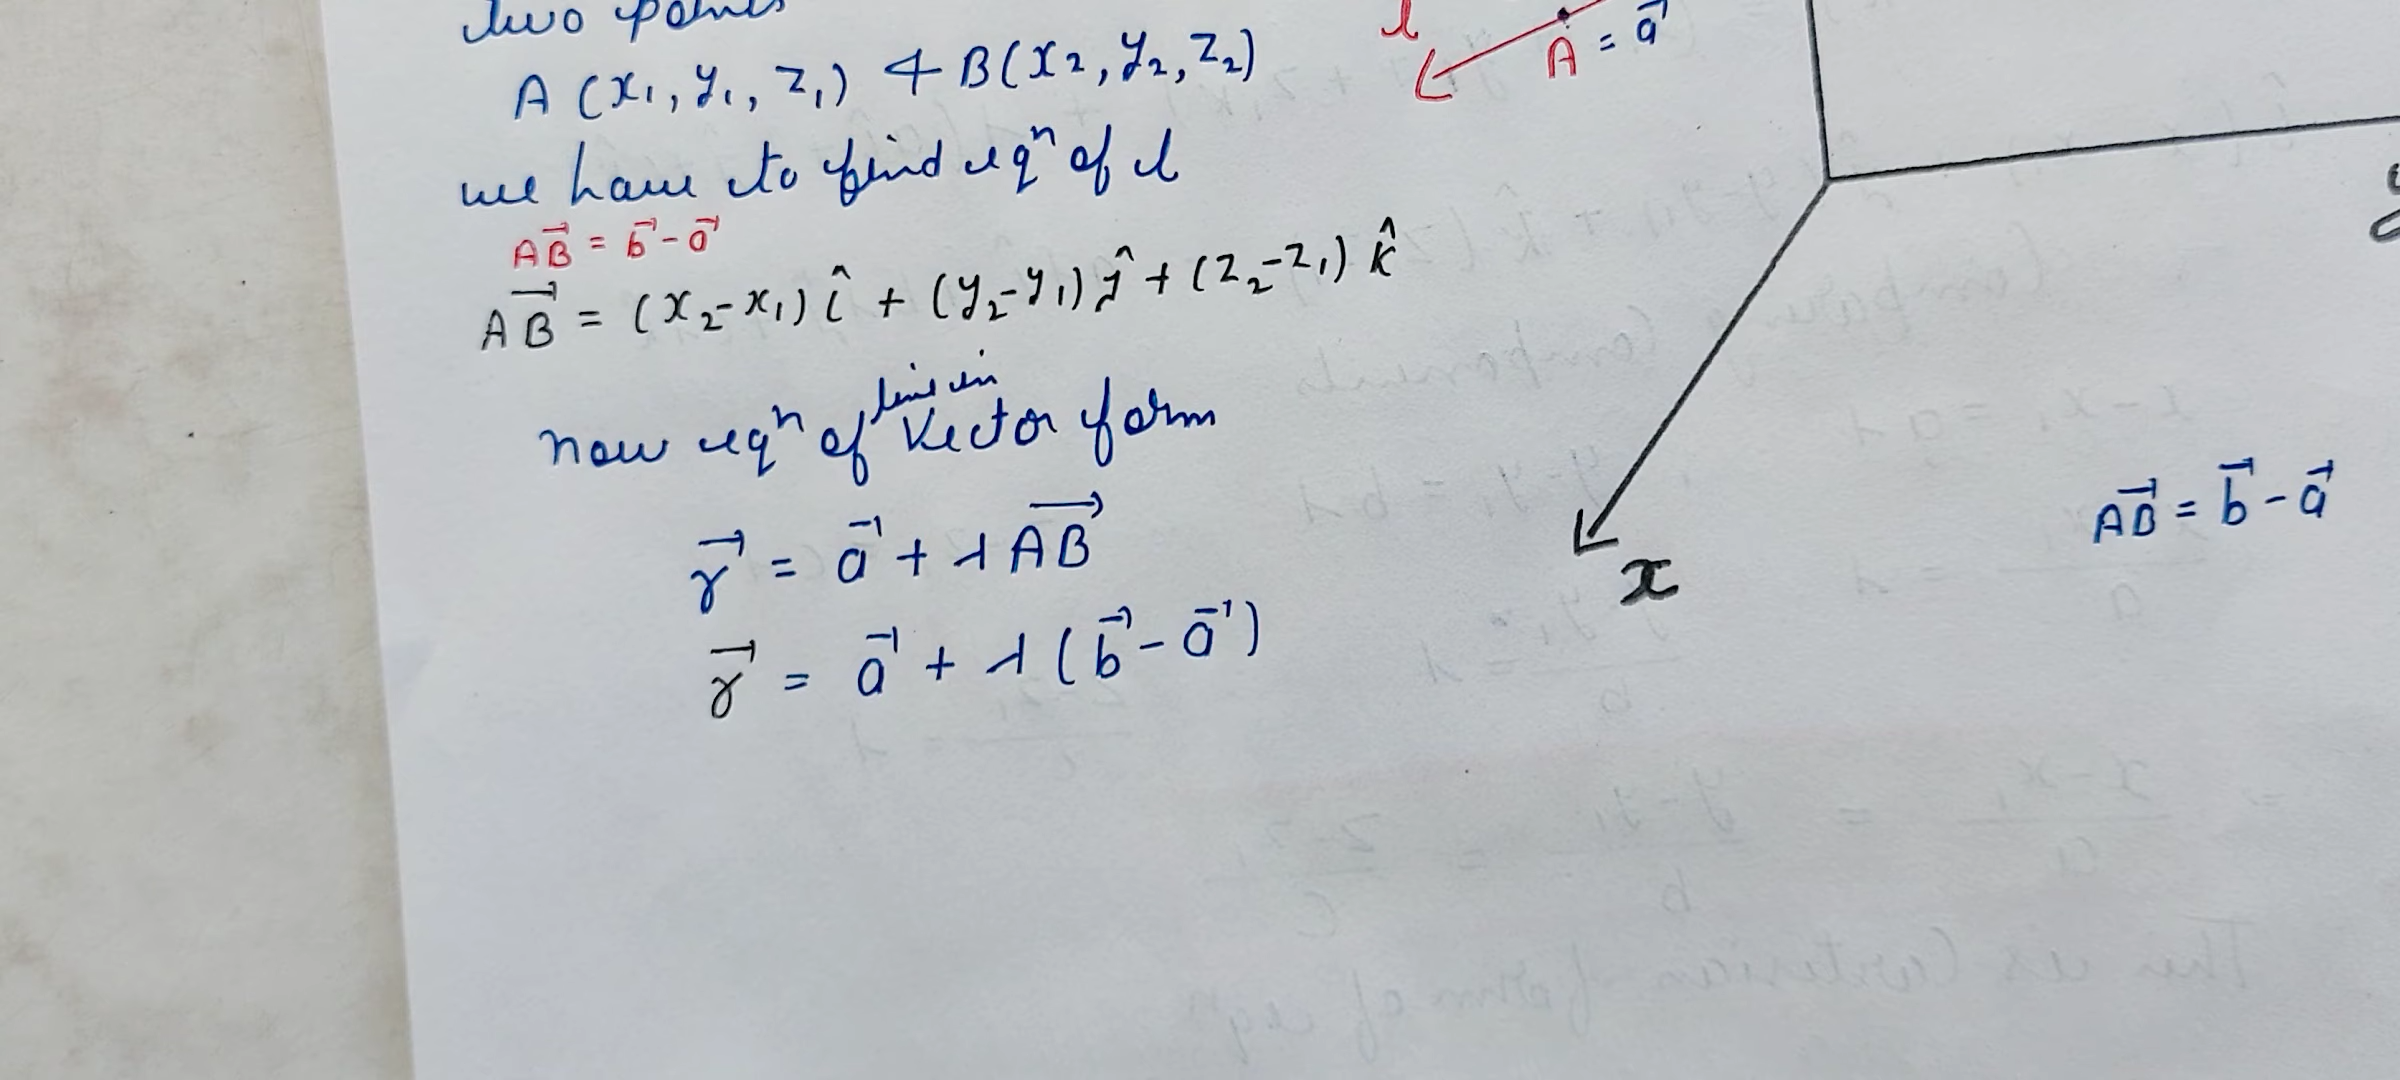 two points
A (x₁, y₁, z₁) & B(x₂, y₂, z₂)
we have to find eqⁿ of l
AB⃗ = b⃗ - a⃗
AB⃗ = (x₂-x₁) î + (y₂-y₁) ĵ + (z₂-z₁) k̂
now eqⁿ of line in Vector form
r⃗ = a⃗ + λ AB⃗
r⃗ = a⃗ + λ (b⃗ - a⃗)
l
A = a⃗
y
x
AB⃗ = b⃗ - a⃗